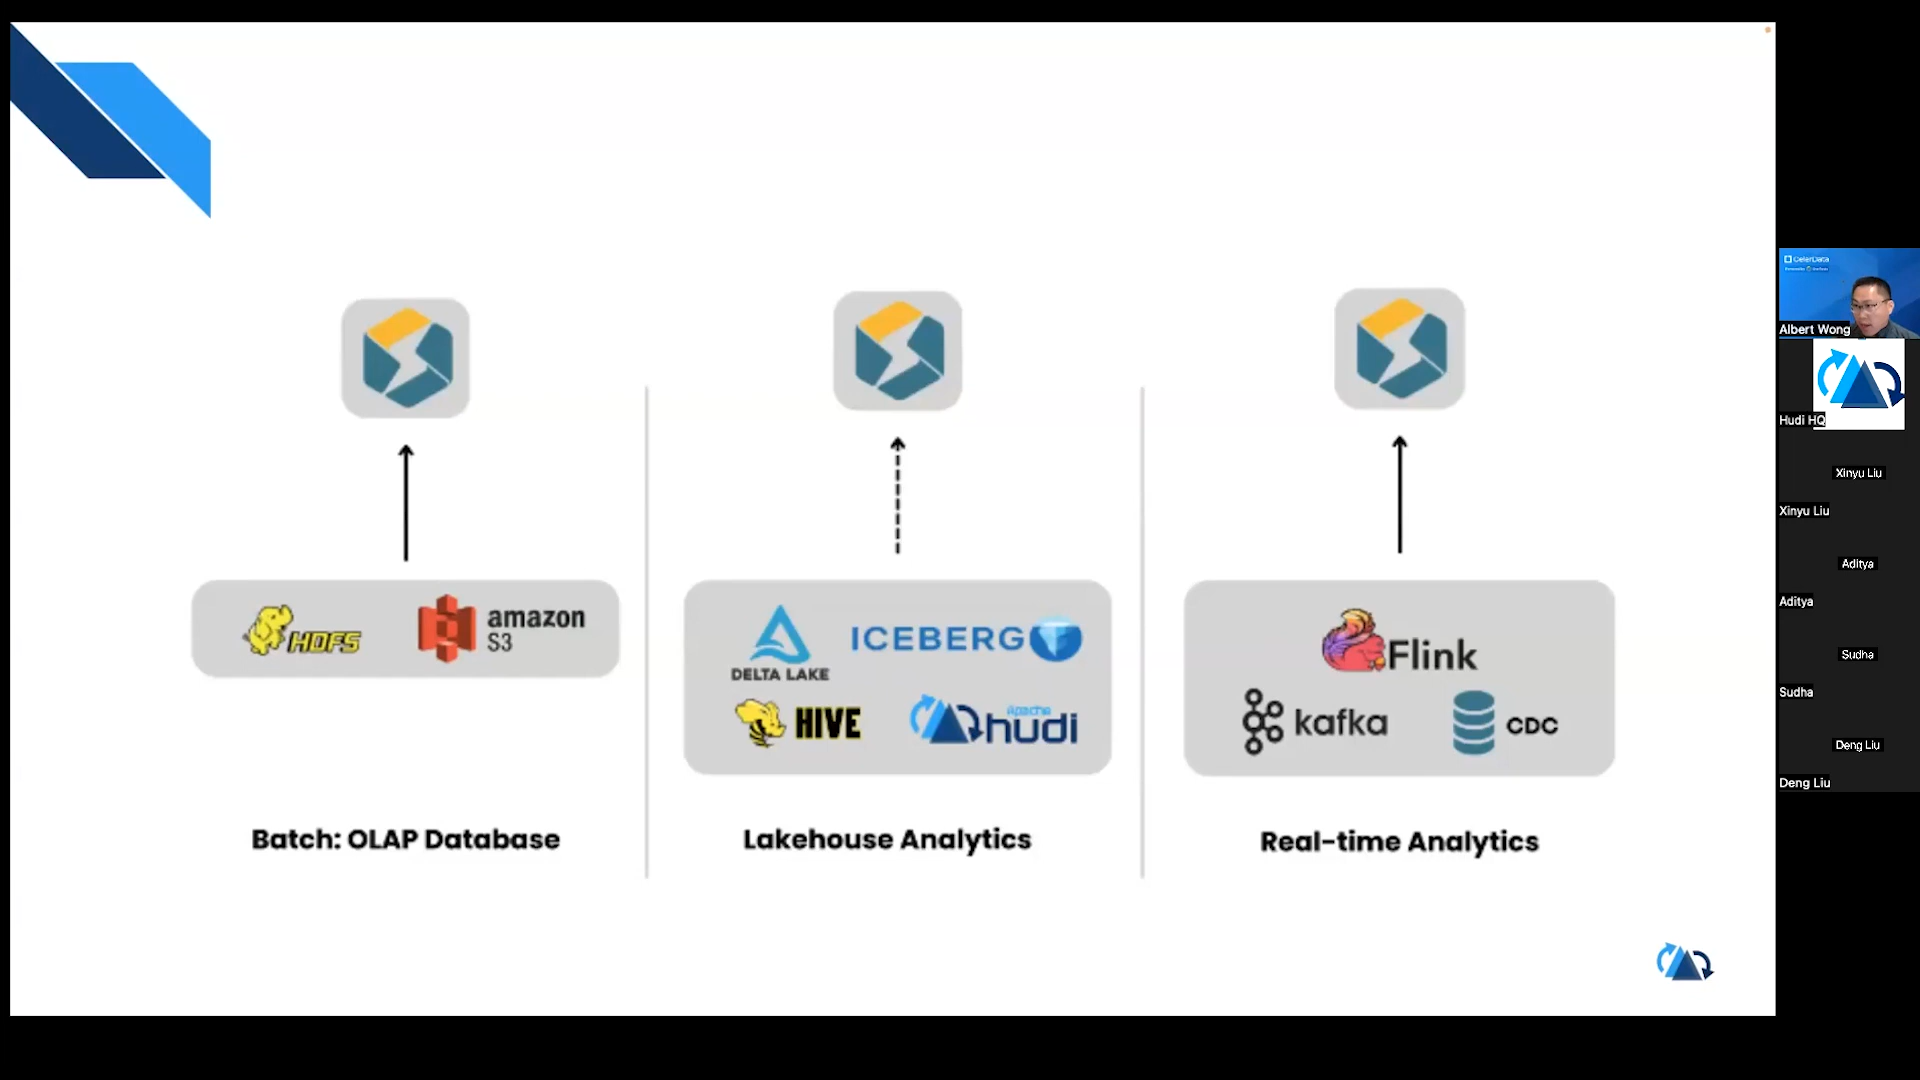 HDFS
amazon
S3
DELTA LAKE
ICEBERG
HIVE
Apache
hudi
Flink
kafka
CDC
Batch: OLAP Database
Lakehouse Analytics
Real-time Analytics
CelerData
Albert Wong
Hudi HQ
Xinyu Liu
Xinyu Liu
Aditya
Aditya
Sudha
Sudha
Deng Liu
Deng Liu